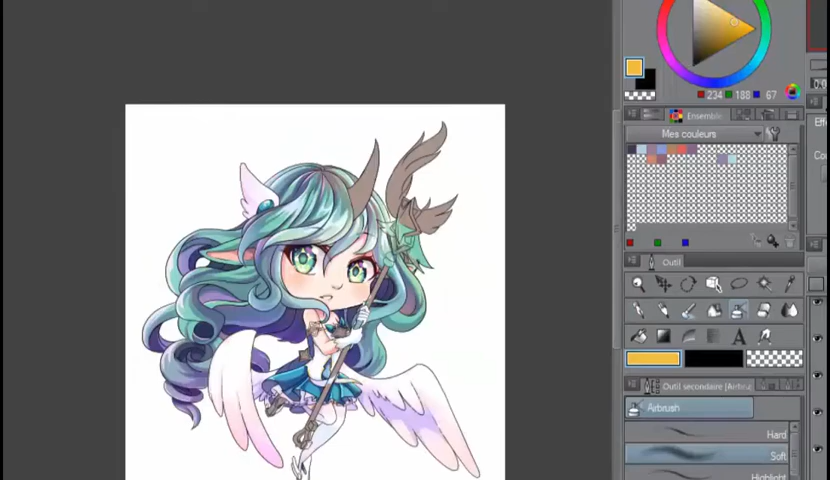 234 188 67
Ensemble
Mes couleurs
Outil
A
Outil secondaire [Airbru
Airbrush
Hard
Soft
Highlight